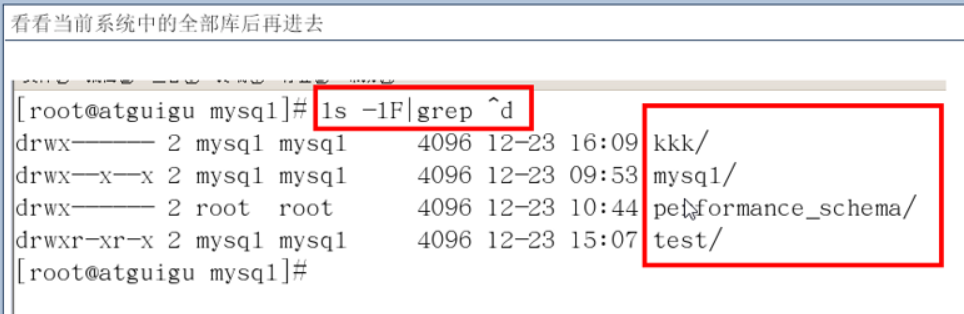 看看当前系统中的全部库后再进去
[root@atguigu mysql]# ls -lF|grep ^d
drwx------ 2 mysql mysql 4096 12-23 16:09 kkk/
drwx--x--x 2 mysql mysql 4096 12-23 09:53 mysql/
drwx------ 2 root root 4096 12-23 10:44 performance_schema/
drwxr-xr-x 2 mysql mysql 4096 12-23 15:07 test/
[root@atguigu mysql]#